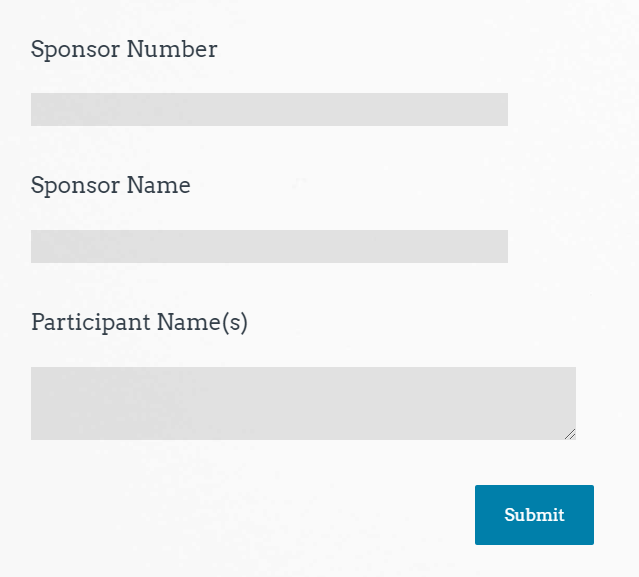 Sponsor Number
Sponsor Name
Participant Name(s)
Submit